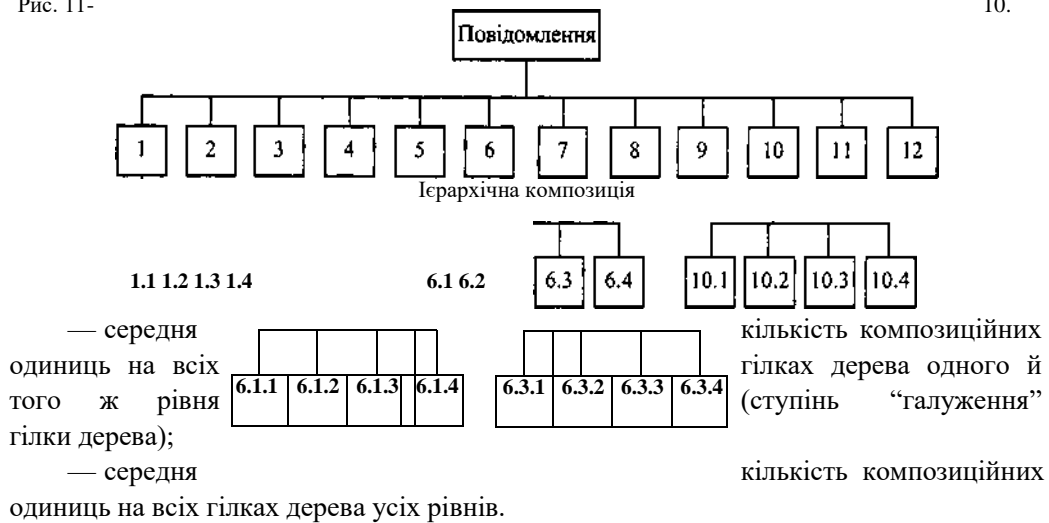 Рис. 11- 10.
Повідомлення
1 2 3 4 5 6 7 8 9 10 11 12
Ієрархічна композиція
1.1 1.2 1.3 1.4 6.1 6.2 6.3 6.4 10.1 10.2 10.3 10.4
— середня кількість композиційних
одиниць на всіх гілках дерева одного й
6.1.1 6.1.2 6.1.3 6.1.4 6.3.1 6.3.2 6.3.3 6.3.4
того ж рівня (ступінь “галуження”
гілки дерева);
— середня кількість композиційних
одиниць на всіх гілках дерева усіх рівнів.